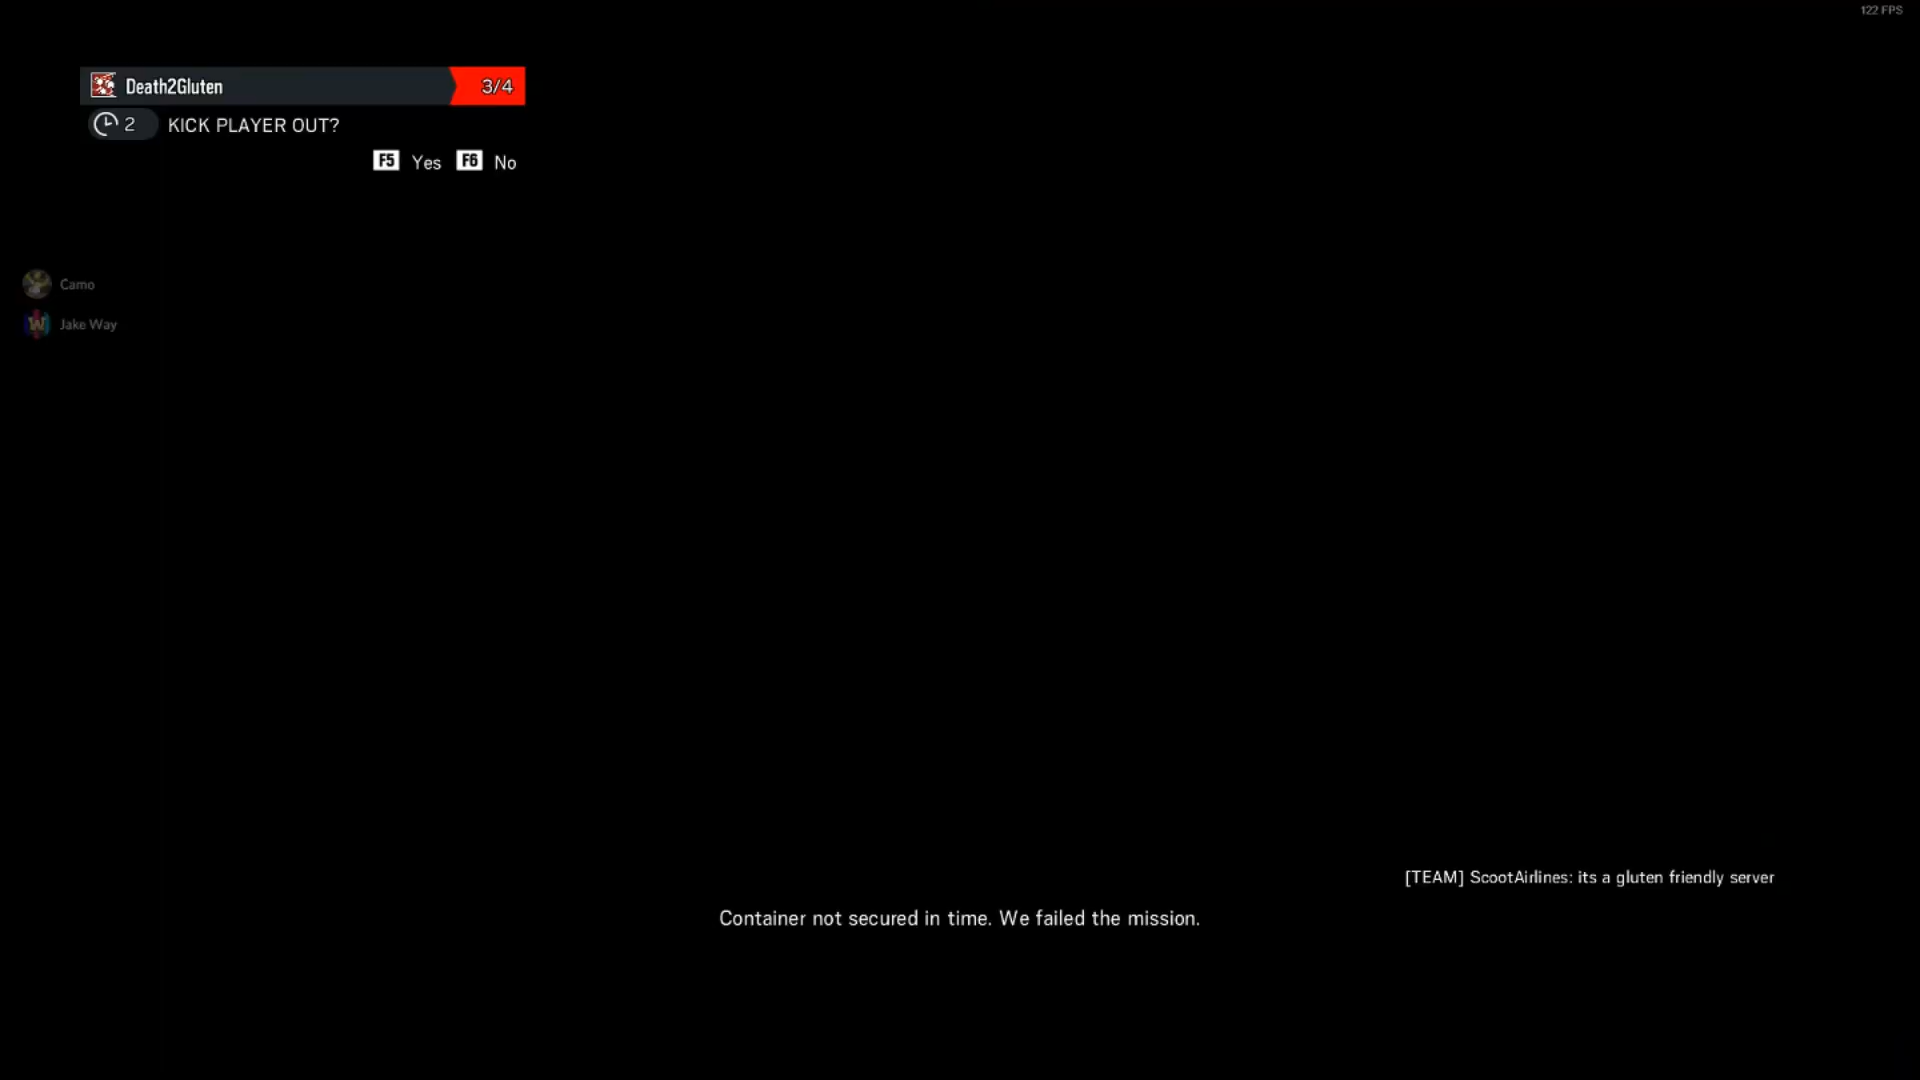 122 FPS
Death2Gluten 3/4
2 KICK PLAYER OUT?
F5 Yes F6 No
Camo
W Jake Way
[TEAM] ScootAirlines: its a gluten friendly server
Container not secured in time. We failed the mission.